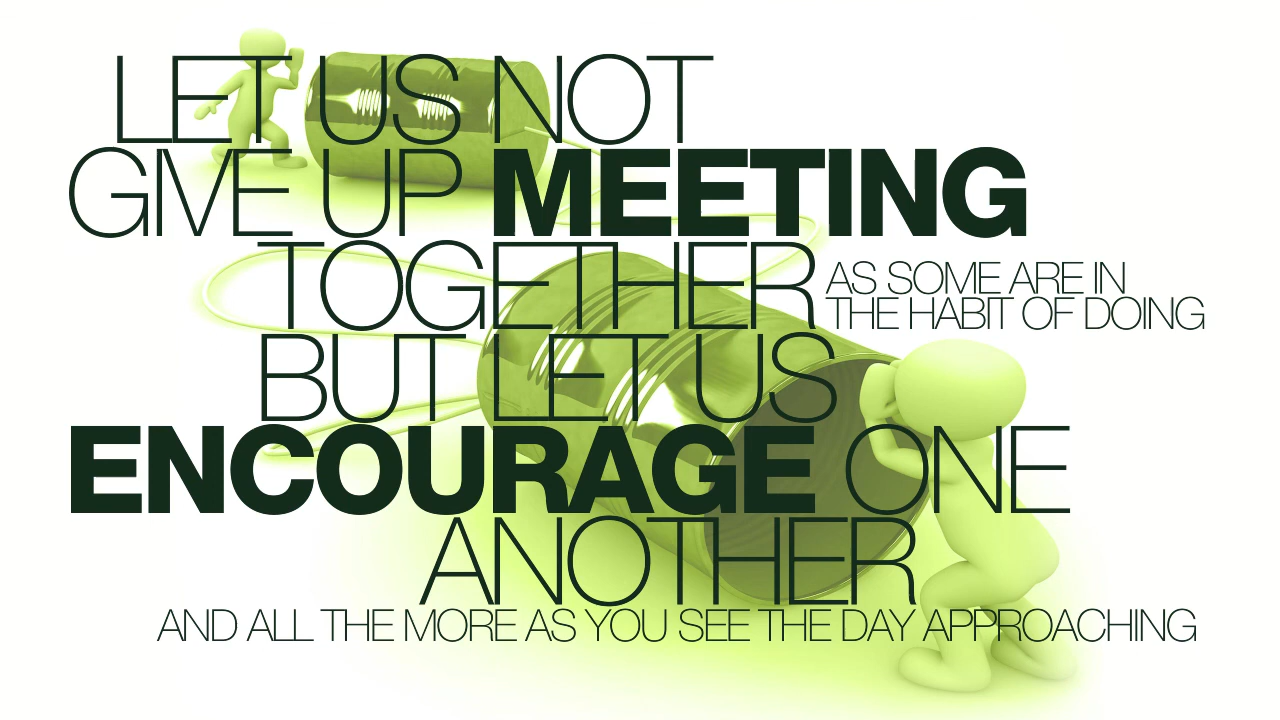 LET US NOT
GIVE UP MEETING
TOGETHER
AS SOME ARE IN
THE HABIT OF DOING
BUT LET US
ENCOURAGE ONE
ANOTHER
AND ALL THE MORE AS YOU SEE THE DAY APPROACHING